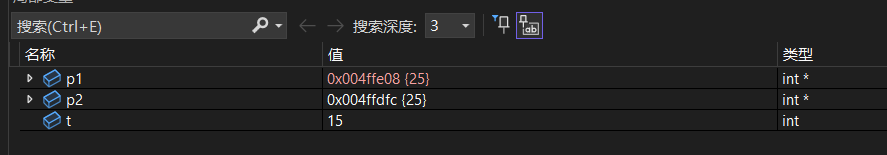 搜索(Ctrl+E) 搜索深度: 3
名称 值 类型
p1 0x004ffe08 {25} int *
p2 0x004ffdfc {25} int *
t 15 int